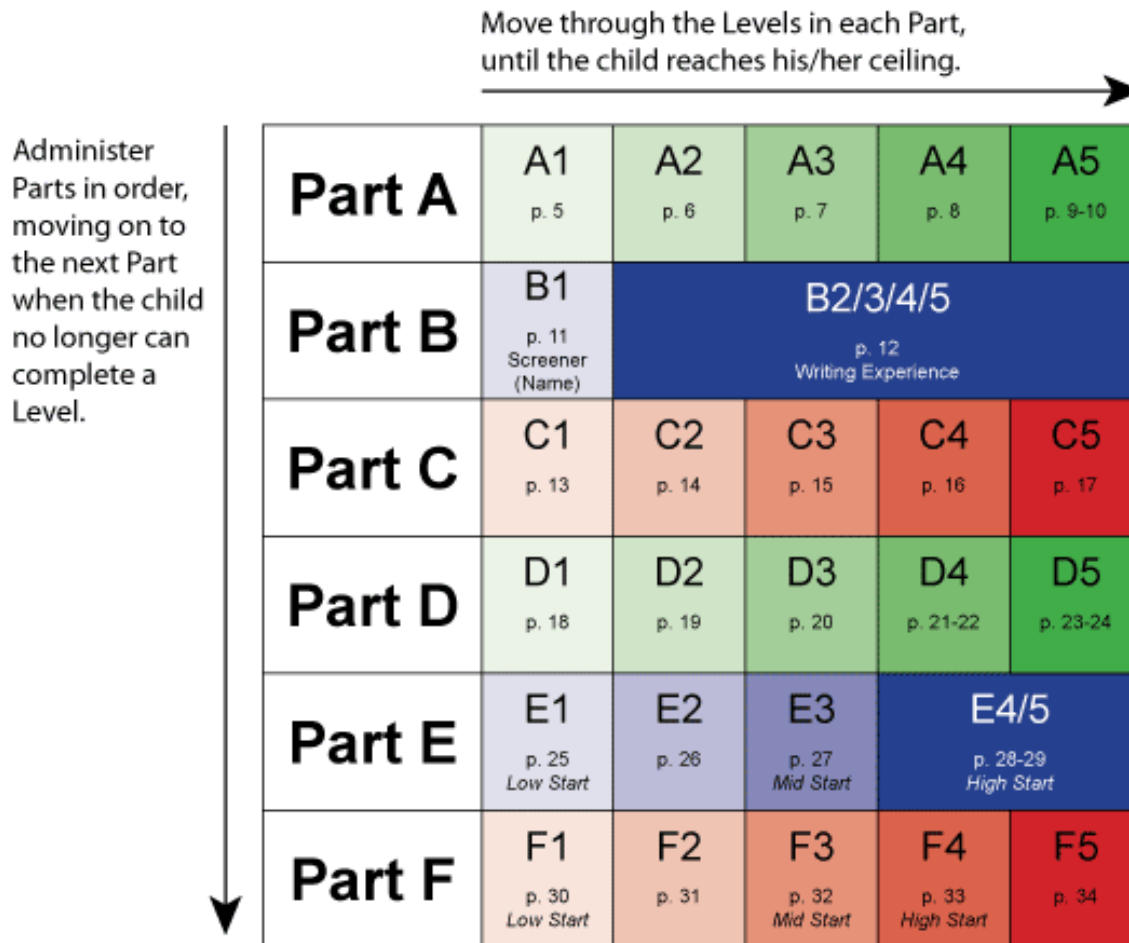 Move through the Levels in each Part,
until the child reaches his/her ceiling.
Administer
Parts in order,
moving on to
the next Part
when the child
no longer can
complete a
Level.
Part A
A1
p. 5
A2
p. 6
A3
p. 7
A4
p. 8
A5
p. 9-10
Part B
B1
p. 11
Screener
(Name)
B2/3/4/5
p. 12
Writing Experience
Part C
C1
p. 13
C2
p. 14
C3
p. 15
C4
p. 16
C5
p. 17
Part D
D1
p. 18
D2
p. 19
D3
p. 20
D4
p. 21-22
D5
p. 23-24
Part E
E1
p. 25
Low Start
E2
p. 26
E3
p. 27
Mid Start
E4/5
p. 28-29
High Start
Part F
F1
p. 30
Low Start
F2
p. 31
F3
p. 32
Mid Start
F4
p. 33
High Start
F5
p. 34